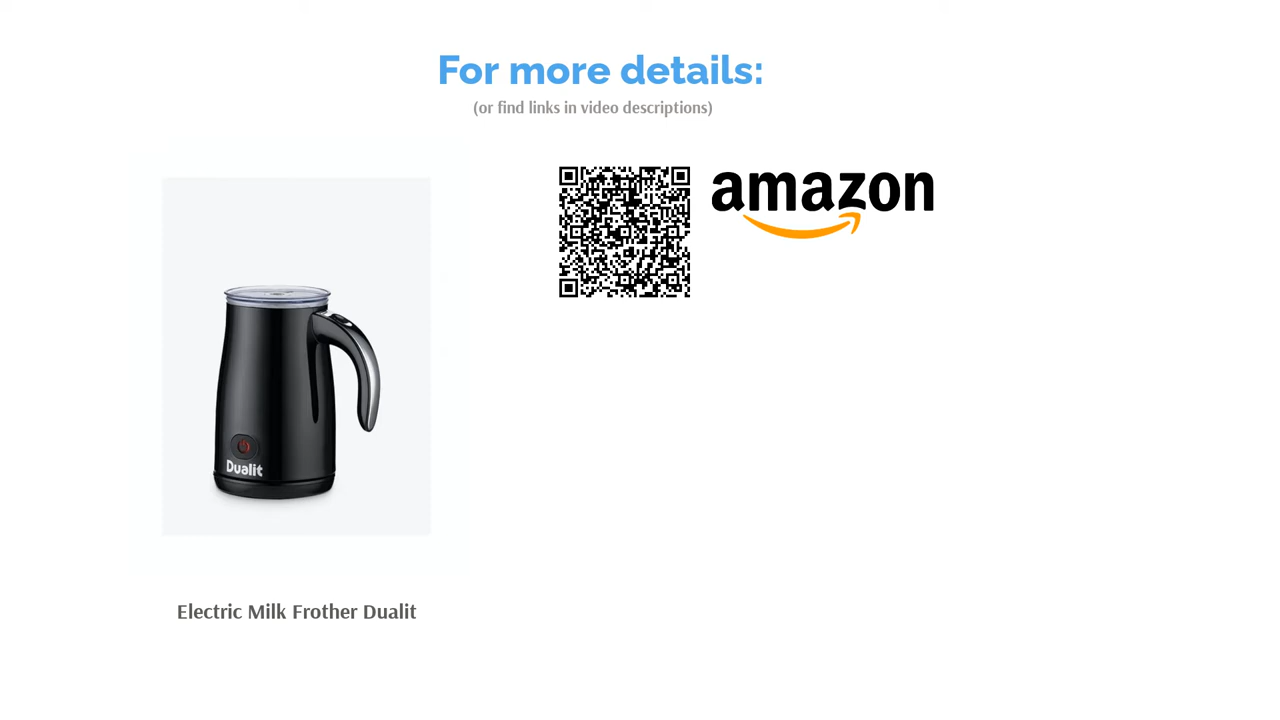 For more details:
(or find links in video descriptions)
amazon
Dualit
Electric Milk Frother Dualit